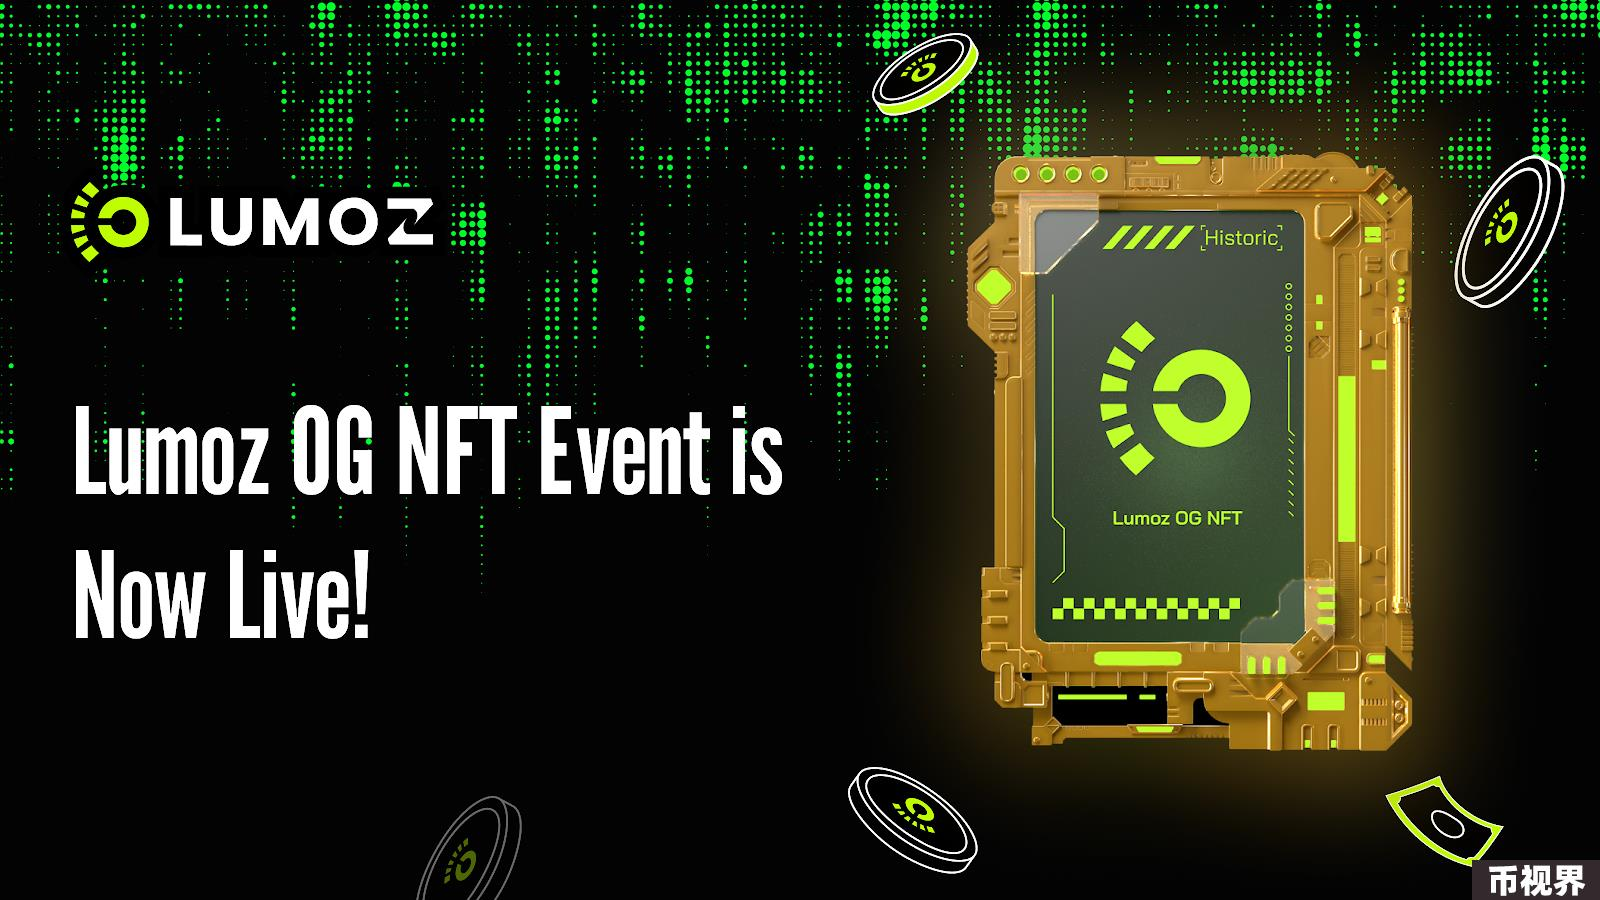 LUMOZ
Lumoz OG NFT Event is
Now Live!
[Historic]
Lumoz OG NFT
币视界